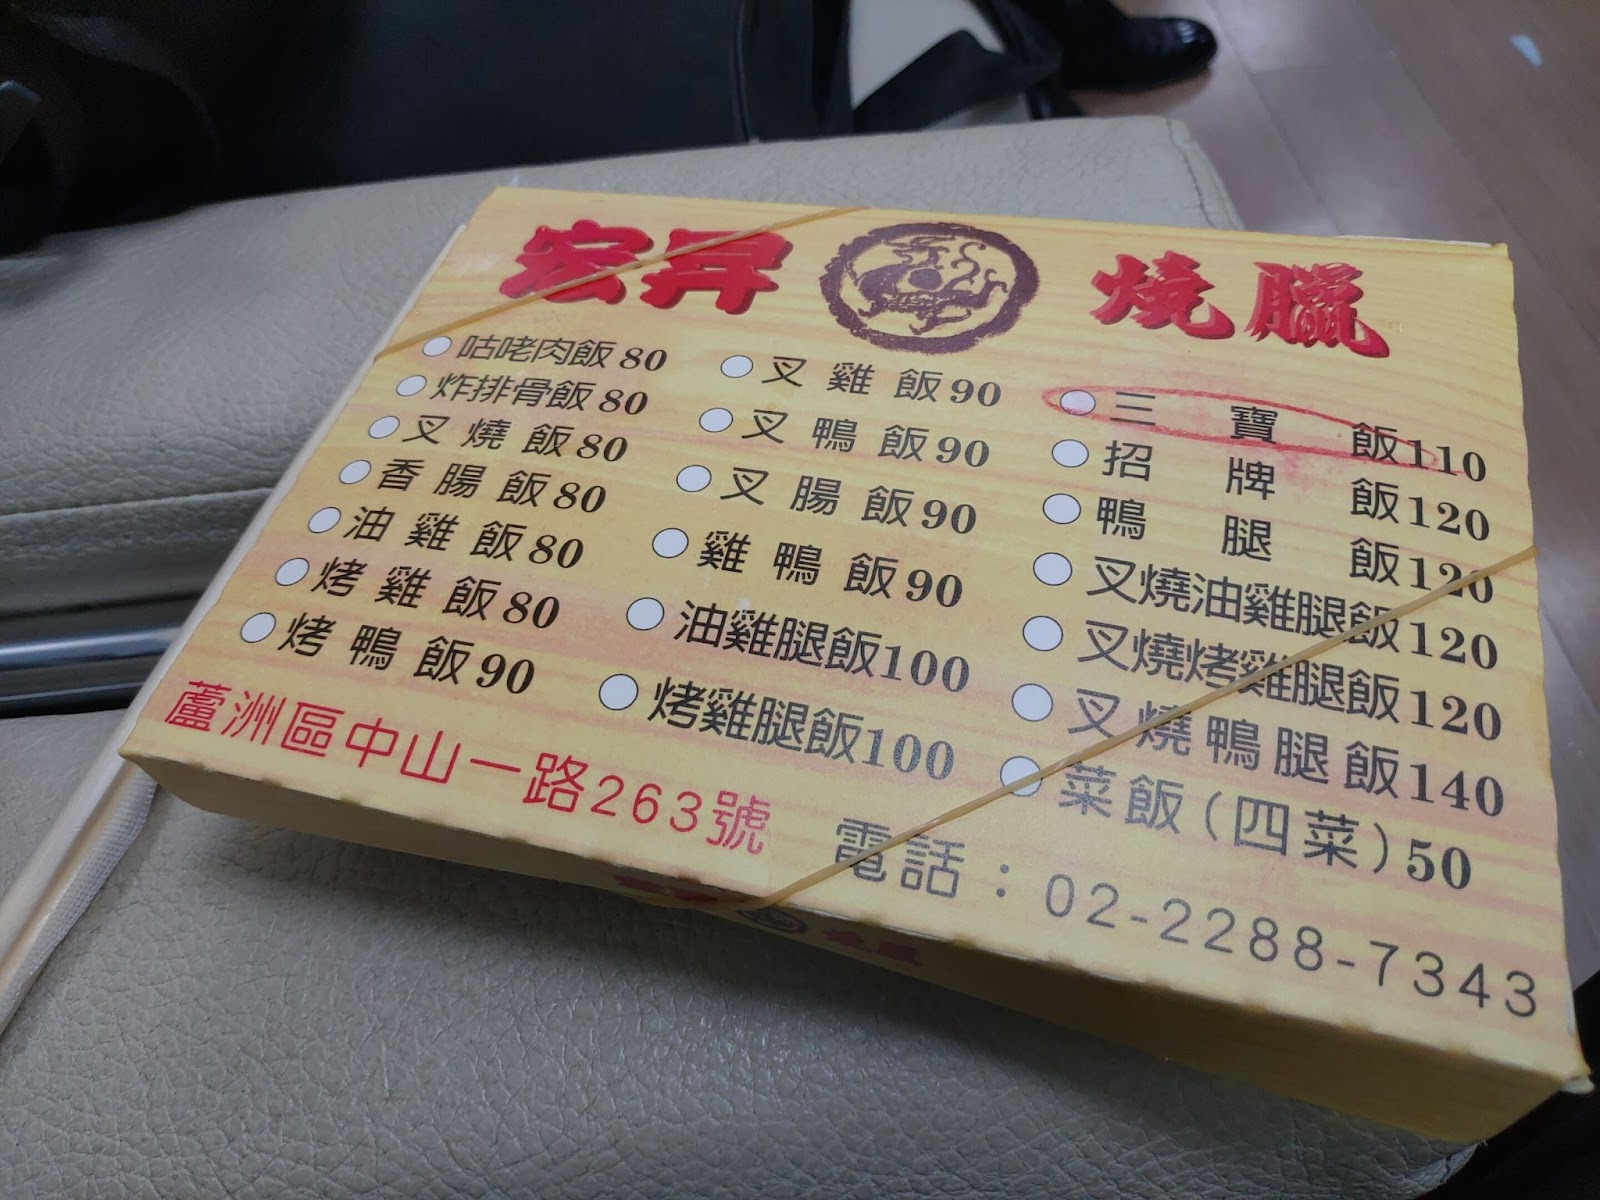 宏昇 燒臘
咕咾肉飯80
炸排骨飯80
叉燒飯80
香腸飯80
油雞飯80
烤雞飯80
烤鴨飯90
叉雞飯90
叉鴨飯90
叉腸飯90
雞鴨飯90
油雞腿飯100
烤雞腿飯100
三寶飯110
招牌飯120
鴨腿飯120
叉燒油雞腿飯120
叉燒烤雞腿飯120
叉燒鴨腿飯140
菜飯(四菜)50
蘆洲區中山一路263號
電話：02-2288-7343